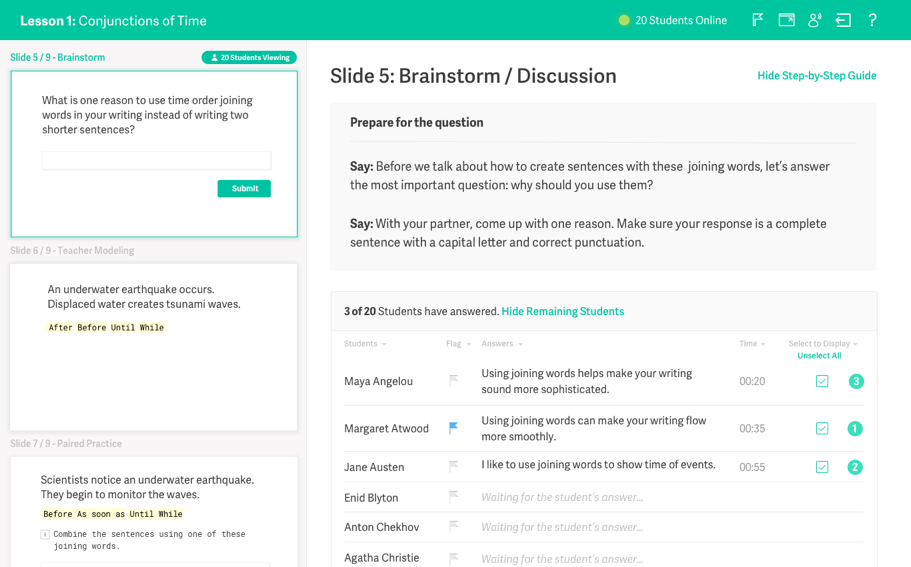 Lesson 1: Conjunctions of Time
20 Students Online
?
Slide 5 / 9 - Brainstorm
20 Students Viewing
What is one reason to use time order joining
words in your writing instead of writing two
shorter sentences?
Submit
Slide 6 / 9 - Teacher Modeling
An underwater earthquake occurs.
Displaced water creates tsunami waves.
After Before Until While
Slide 7 / 9 - Paired Practice
Scientists notice an underwater earthquake.
They begin to monitor the waves.
Before As soon as Until While
i Combine the sentences using one of these
joining words.
Slide 5: Brainstorm / Discussion
Hide Step-by-Step Guide
Prepare for the question
Say: Before we talk about how to create sentences with these joining words, let's answer
the most important question: why should you use them?
Say: With your partner, come up with one reason. Make sure your response is a complete
sentence with a capital letter and correct punctuation.
3 of 20 Students have answered. Hide Remaining Students
Students Flag Answers Time Select to Display
Unselect All
Maya Angelou Using joining words helps make your writing
sound more sophisticated. 00:20 3
Margaret Atwood Using joining words can make your writing flow
more smoothly. 00:35 1
Jane Austen I like to use joining words to show time of events. 00:55 2
Enid Blyton Waiting for the student's answer...
Anton Chekhov Waiting for the student's answer...
Agatha Christie Waiting for the student's answer...